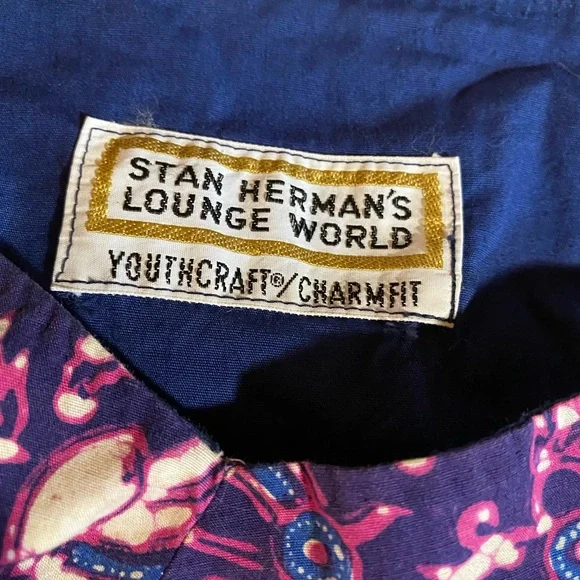 STAN HERMAN'S
LOUNGE WORLD
YOUTHCRAFT®/CHARMFIT